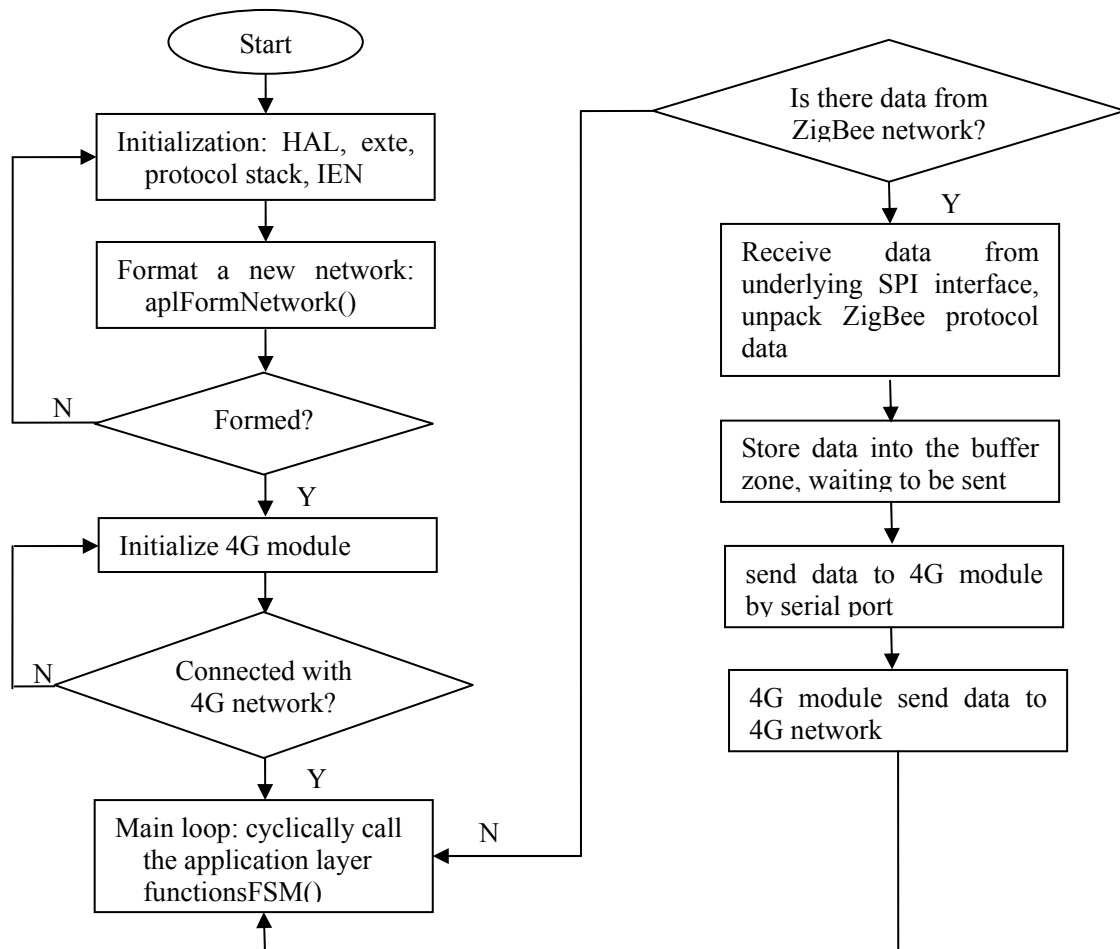 Start
Initialization: HAL, exte,
protocol stack, IEN
Format a new network:
aplFormNetwork()
N
Formed?
Y
Initialize 4G module
N
Connected with
4G network?
Y
Main loop: cyclically call
the application layer
functionsFSM()
N
Is there data from
ZigBee network?
Y
Receive data from
underlying SPI interface,
unpack ZigBee protocol
data
Store data into the buffer
zone, waiting to be sent
send data to 4G module
by serial port
4G module send data to
4G network